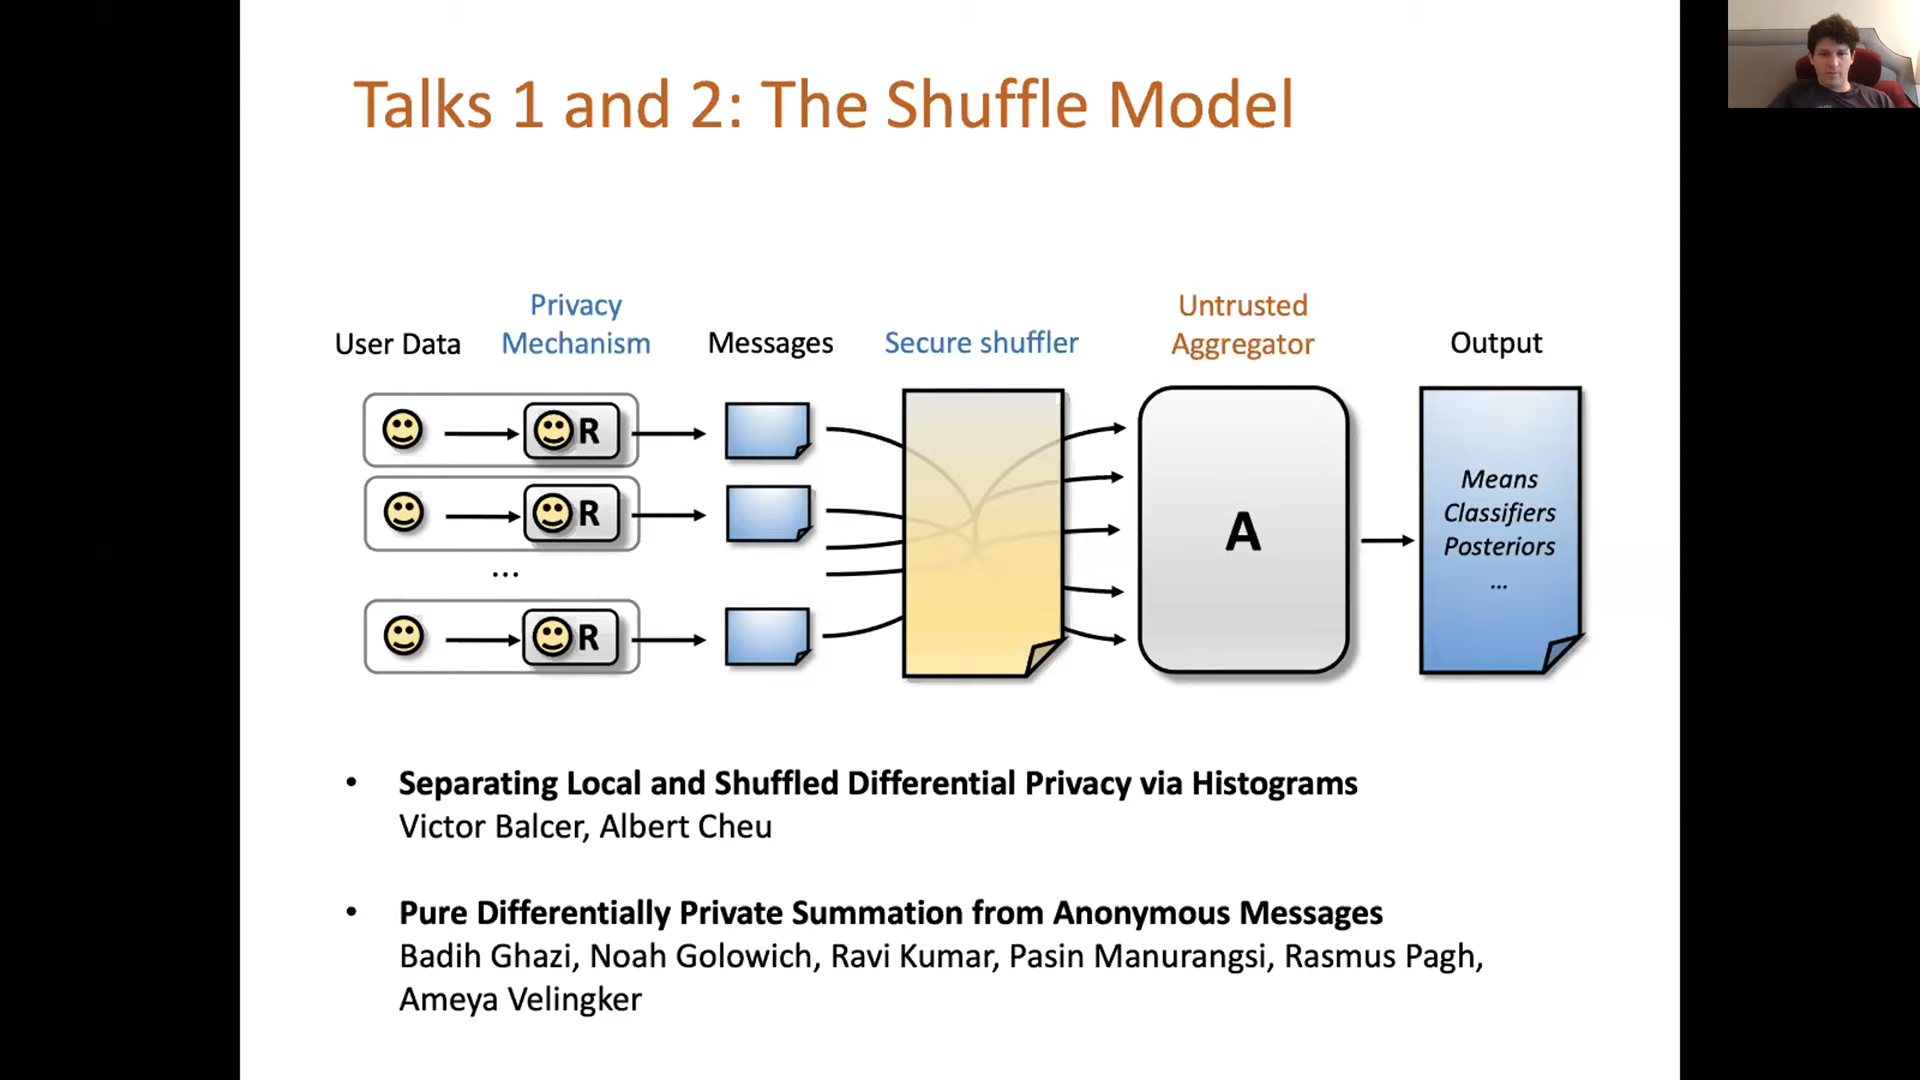 Talks 1 and 2: The Shuffle Model
User Data
Privacy
Mechanism
Messages
Secure shuffler
Untrusted
Aggregator
Output
R
R
...
R
A
Means
Classifiers
Posteriors
...
• Separating Local and Shuffled Differential Privacy via Histograms
Victor Balcer, Albert Cheu
• Pure Differentially Private Summation from Anonymous Messages
Badih Ghazi, Noah Golowich, Ravi Kumar, Pasin Manurangsi, Rasmus Pagh,
Ameya Velingker